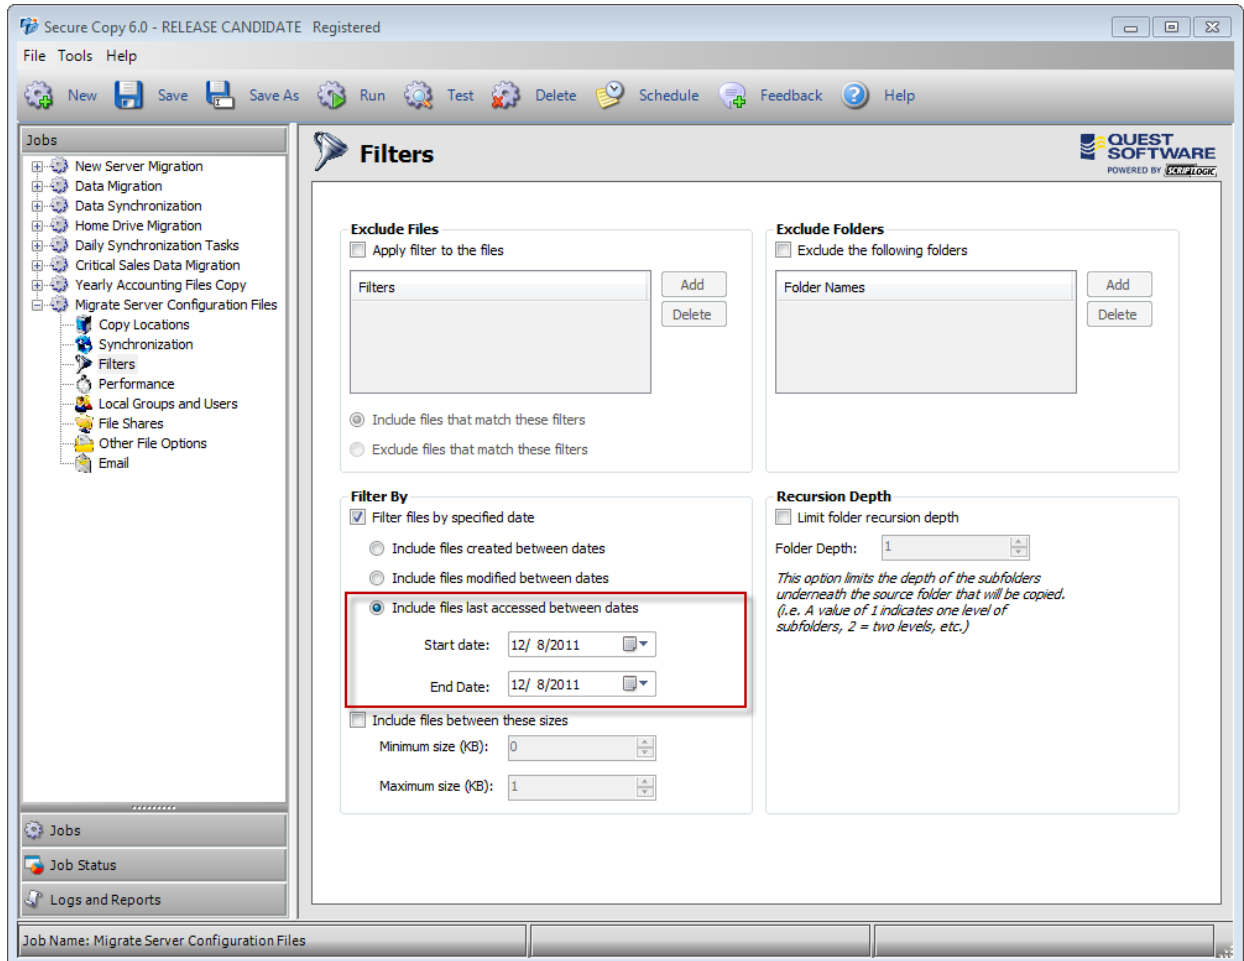 Secure Copy 6.0 - RELEASE CANDIDATE Registered
File Tools Help
New Save Save As Run Test Delete Schedule Feedback Help
Jobs
New Server Migration
Data Migration
Data Synchronization
Home Drive Migration
Daily Synchronization Tasks
Critical Sales Data Migration
Yearly Accounting Files Copy
Migrate Server Configuration Files
Copy Locations
Synchronization
Filters
Performance
Local Groups and Users
File Shares
Other File Options
Email
Jobs
Job Status
Logs and Reports
Filters
QUEST
SOFTWARE
POWERED BY SCRIPTLOGIC
Exclude Files
Apply filter to the files
Filters
Add
Delete
Include files that match these filters
Exclude files that match these filters
Exclude Folders
Exclude the following folders
Folder Names
Add
Delete
Filter By
Filter files by specified date
Include files created between dates
Include files modified between dates
Include files last accessed between dates
Start date: 12/ 8/2011
End Date: 12/ 8/2011
Include files between these sizes
Minimum size (KB): 0
Maximum size (KB): 1
Recursion Depth
Limit folder recursion depth
Folder Depth: 1
This option limits the depth of the subfolders
underneath the source folder that will be copied.
(i.e. A value of 1 indicates one level of
subfolders, 2 = two levels, etc.)
Job Name: Migrate Server Configuration Files